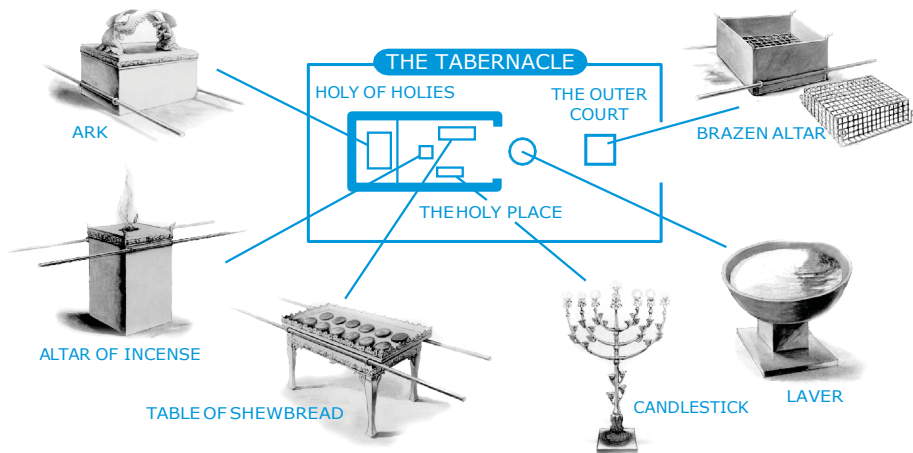 THE TABERNACLE
HOLY OF HOLIES
THE OUTER
COURT
ARK
BRAZEN ALTAR
THE HOLY PLACE
ALTAR OF INCENSE
TABLE OF SHEWBREAD
CANDLESTICK
LAVER